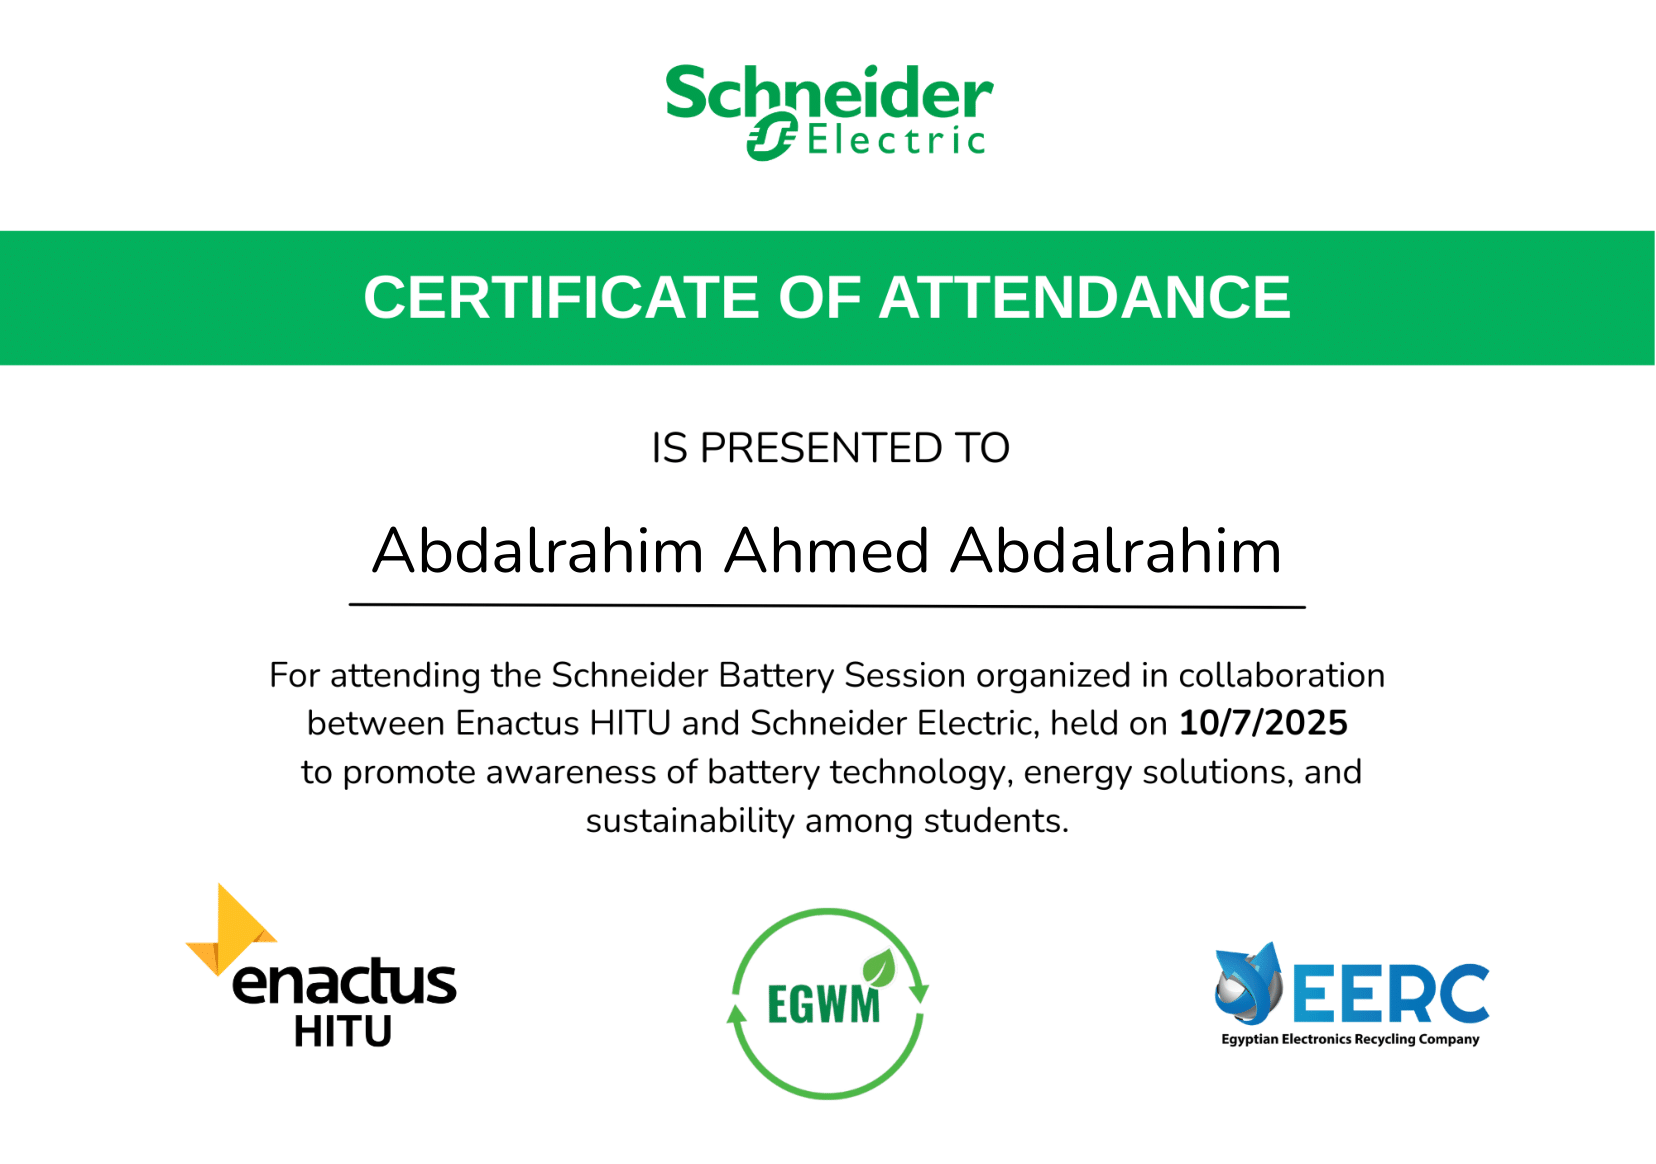 Schneider
Electric
CERTIFICATE OF ATTENDANCE
IS PRESENTED TO
Abdalrahim Ahmed Abdalrahim
For attending the Schneider Battery Session organized in collaboration
between Enactus HITU and Schneider Electric, held on 10/7/2025
to promote awareness of battery technology, energy solutions, and
sustainability among students.
enactus
HITU
EGWM
EERC
Egyptian Electronics Recycling Company